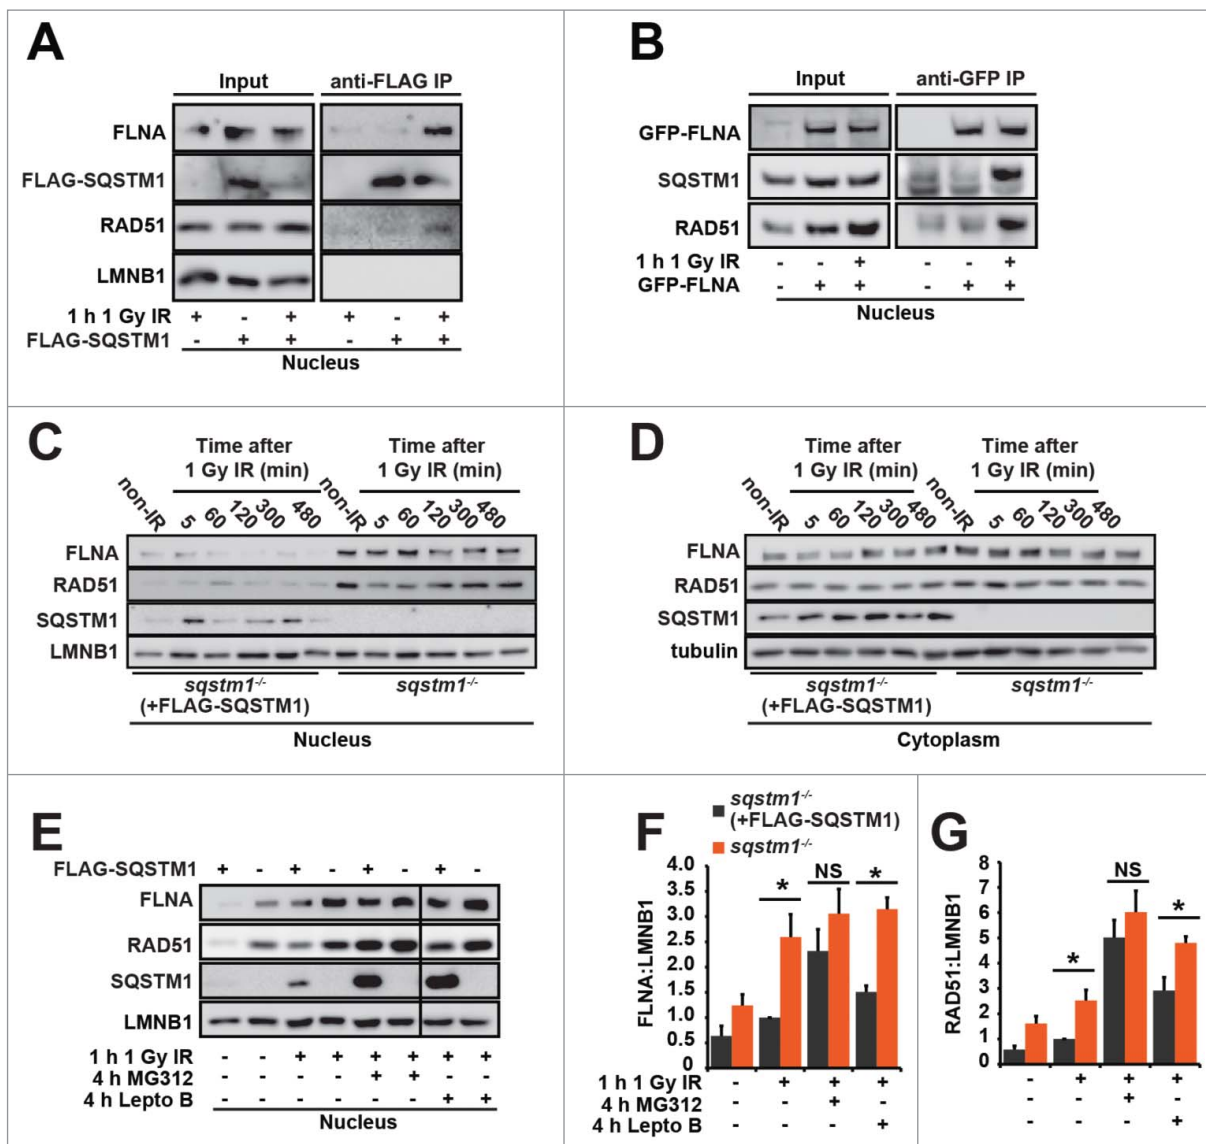 A
Input anti-FLAG IP
FLNA
FLAG-SQSTM1
RAD51
LMNB1
1 h 1 Gy IR + - + + - +
FLAG-SQSTM1 - + + - + +
Nucleus
B
Input anti-GFP IP
GFP-FLNA
SQSTM1
RAD51
1 h 1 Gy IR - - + - - +
GFP-FLNA - + + - + +
Nucleus
C
Time after Time after
1 Gy IR (min) 1 Gy IR (min)
non-IR 5 60 120 300 480 non-IR 5 60 120 300 480
FLNA
RAD51
SQSTM1
LMNB1
sqstm1-/- sqstm1-/-
(+FLAG-SQSTM1)
Nucleus
D
Time after Time after
1 Gy IR (min) 1 Gy IR (min)
non-IR 5 60 120 300 480 non-IR 5 60 120 300 480
FLNA
RAD51
SQSTM1
tubulin
sqstm1-/- sqstm1-/-
(+FLAG-SQSTM1)
Cytoplasm
E
FLAG-SQSTM1 + - + - + - + -
FLNA
RAD51
SQSTM1
LMNB1
1 h 1 Gy IR - - + + + + + +
4 h MG312 - - - - + + - -
4 h Lepto B - - - - - - + +
Nucleus
F
sqstm1-/-
(+FLAG-SQSTM1)
sqstm1-/-
FLNA:LMNB1
4.0
3.5
3.0
2.5
2.0
1.5
1.0
0.5
0
* NS *
1 h 1 Gy IR - + + +
4 h MG312 - - + -
4 h Lepto B - - - +
G
RAD51:LMNB1
8
7
6
5
4
3
2
1
0
* NS *
- + + +
- - + -
- - - +